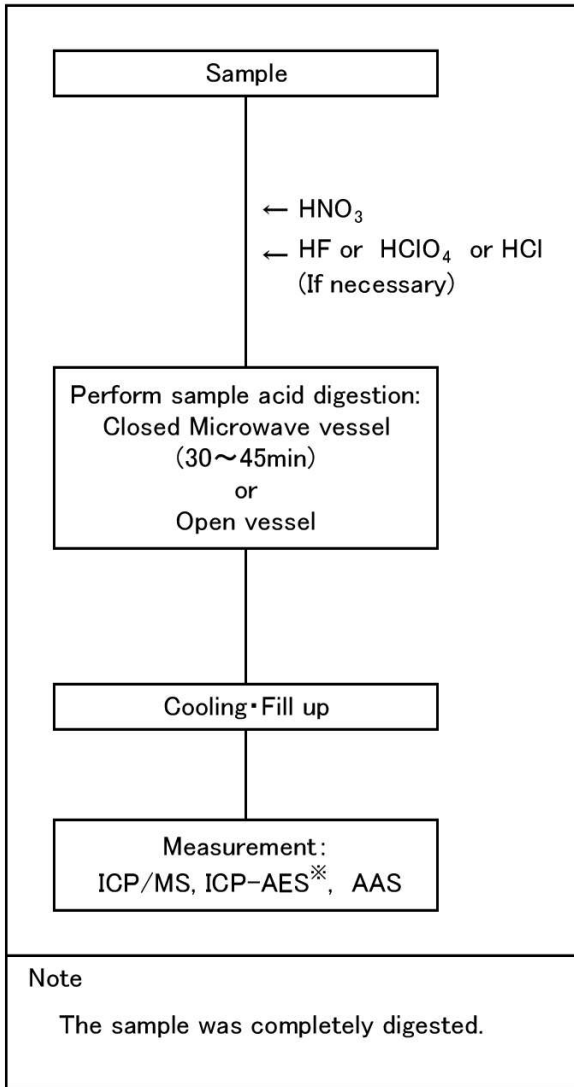 Sample
← HNO₃
← HF or HClO₄ or HCl
(If necessary)
Perform sample acid digestion:
Closed Microwave vessel
(30～45min)
or
Open vessel
Cooling・Fill up
Measurement:
ICP/MS, ICP-AES※, AAS
Note
The sample was completely digested.